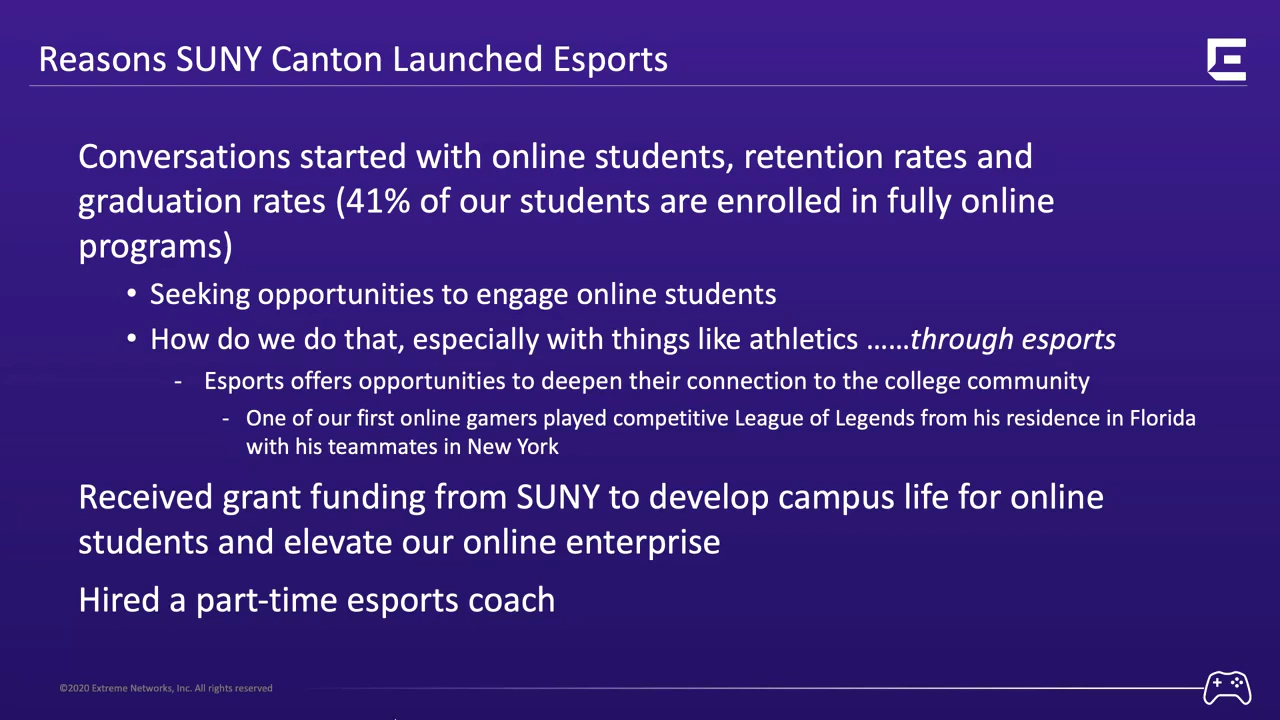 Reasons SUNY Canton Launched Esports
Conversations started with online students, retention rates and
graduation rates (41% of our students are enrolled in fully online
programs)
• Seeking opportunities to engage online students
• How do we do that, especially with things like athletics ……through esports
- Esports offers opportunities to deepen their connection to the college community
- One of our first online gamers played competitive League of Legends from his residence in Florida
with his teammates in New York
Received grant funding from SUNY to develop campus life for online
students and elevate our online enterprise
Hired a part-time esports coach
©2020 Extreme Networks, Inc. All rights reserved